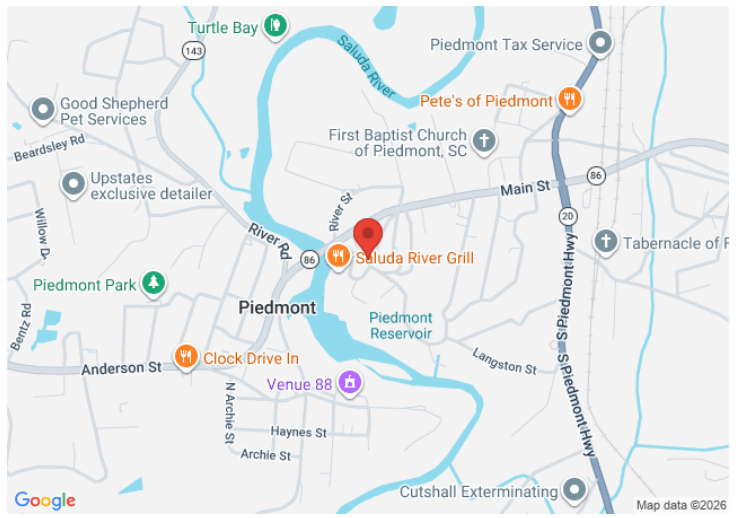 Turtle Bay
143
Saluda River
Piedmont Tax Service
Good Shepherd
Pet Services
Pete's of Piedmont
Beardsley Rd
First Baptist Church
of Piedmont, SC
86
Upstates
exclusive detailer
Main St
River St
20
Willow Dr
River Rd
Tabernacle of F
86
Saluda River Grill
Piedmont Park
S Piedmont Hwy
Piedmont
Bentz Rd
Piedmont
Reservoir
Clock Drive In
Langston St
Anderson St
Venue 88
S Piedmont Hwy
N Archie St
Haynes St
Archie St
Cutshall Exterminating
Google
Map data ©2026